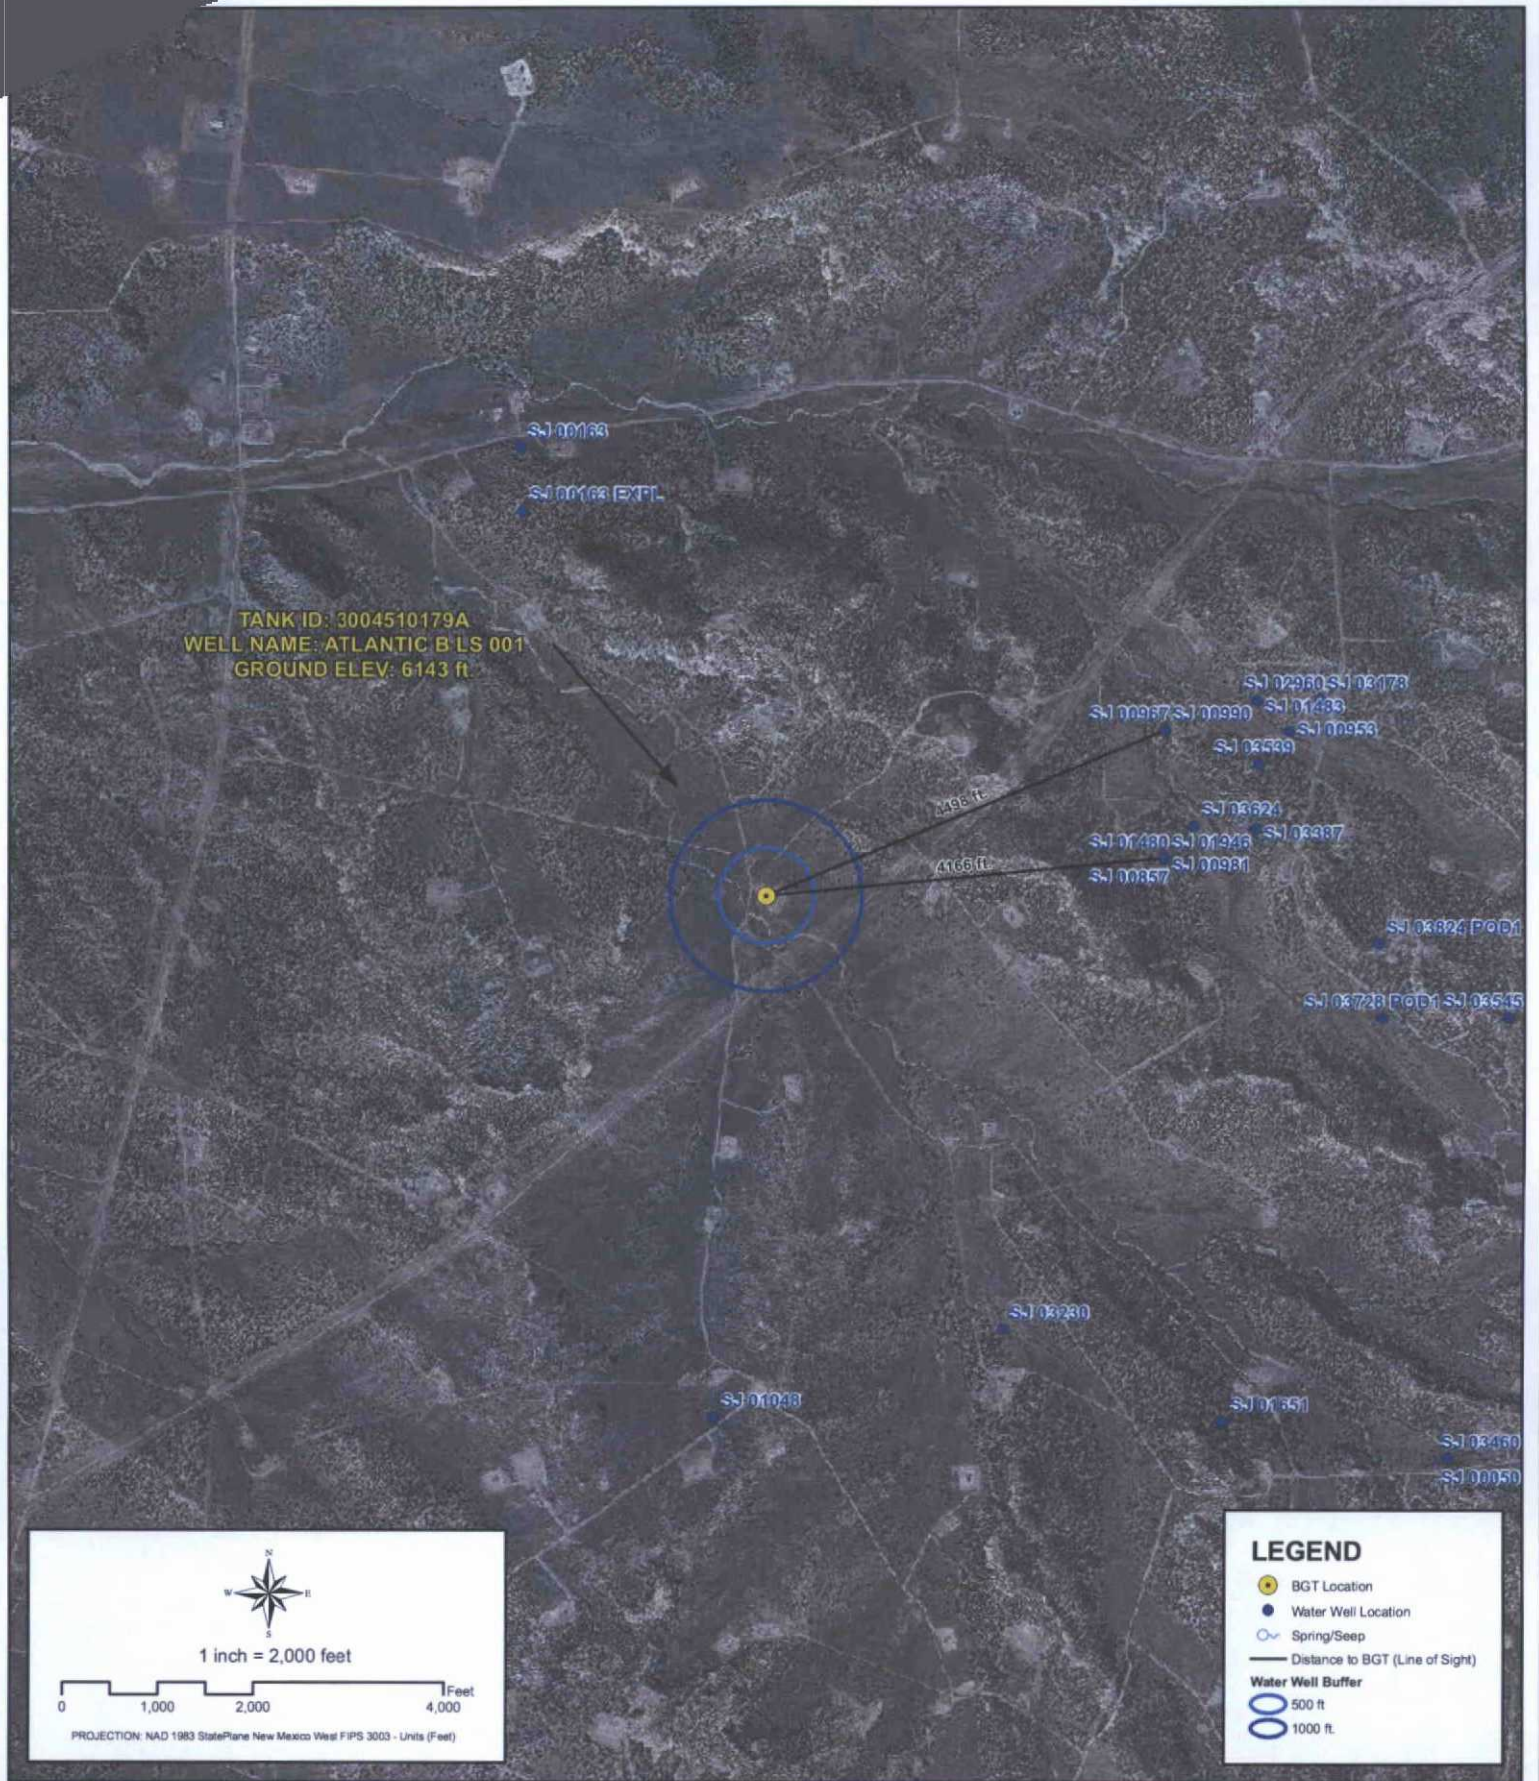 SJ 00163
SJ 00163 EXPL
TANK ID: 3004510179A
WELL NAME: ATLANTIC B LS 001
GROUND ELEV: 6143 ft.
SJ 02960 SJ 03178
SJ 01483
SJ 00967 SJ 00990
SJ 00953
SJ 03539
4498 ft.
SJ 03624
SJ 03387
SJ 01480 SJ 01946
4166 ft.
SJ 00981
SJ 00857
SJ 03824 POD1
SJ 03728 POD1 SJ 03545
SJ 03230
SJ 01048
SJ 01651
SJ 03460
SJ 00050
N
W E
S
1 inch = 2,000 feet
Feet
0 1,000 2,000 4,000
PROJECTION: NAD 1983 StatePlane New Mexico West FIPS 3003 - Units (Feet)
LEGEND
BGT Location
Water Well Location
Spring/Seep
Distance to BGT (Line of Sight)
Water Well Buffer
500 ft
1000 ft.